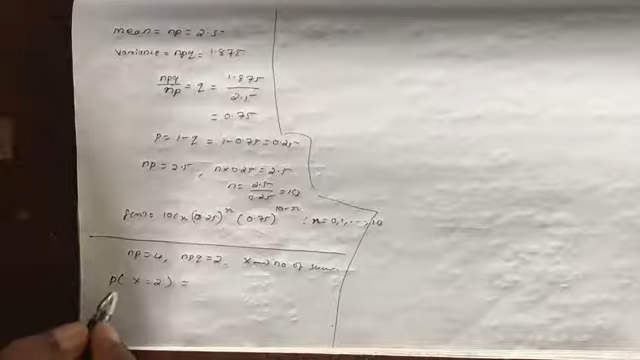 mean = np = 2.5
variance = npq = 1.875
npq/np = q = 1.875/2.5
= 0.75
p = 1-q = 1-0.75 = 0.25
np = 2.5, n×0.25 = 2.5
n = 2.5/0.25 = 10
f(x) = 10Cx (0.25)^x (0.75)^10-x : x = 0,1,...,10
np = 4, npq = 2, x → no of
p( x = 2 ) =